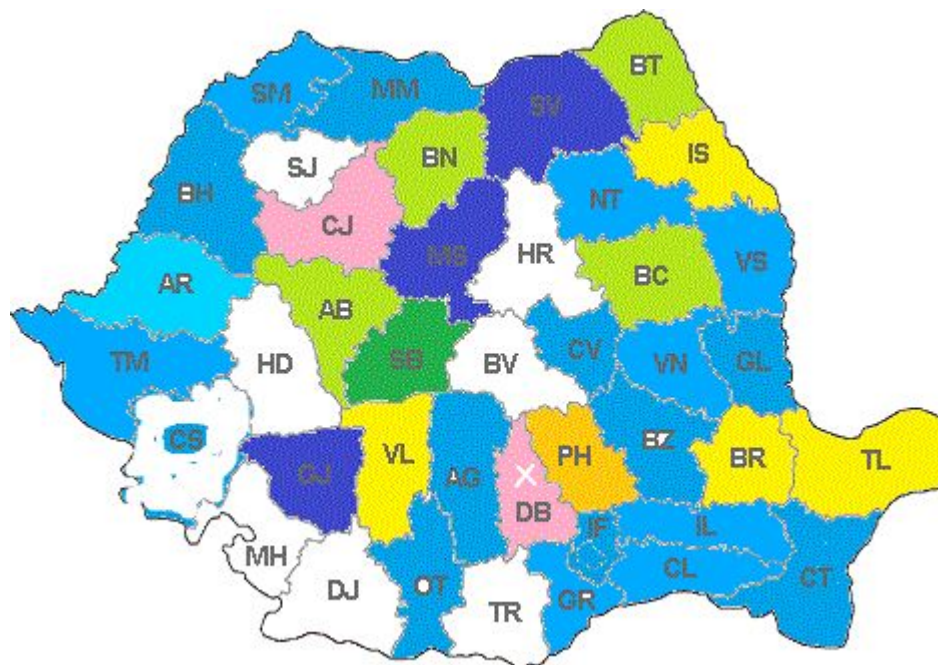 BT
SM
MM
SV
IS
SJ
BN
BH
NT
CJ
MS
HR
VS
BC
AR
AB
TM
HD
SB
BV
CV
VN
GL
CS
BZ
VL
PH
BR
TL
GJ
AG
DB
IF
IL
MH
CL
CT
DJ
OT
TR
GR